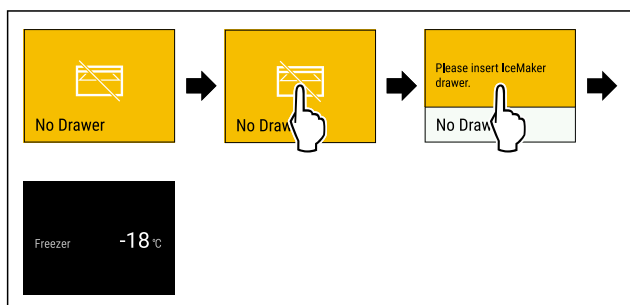 No Drawer
No Draw
Please insert IceMaker
drawer.
No Draw
Freezer -18 °C